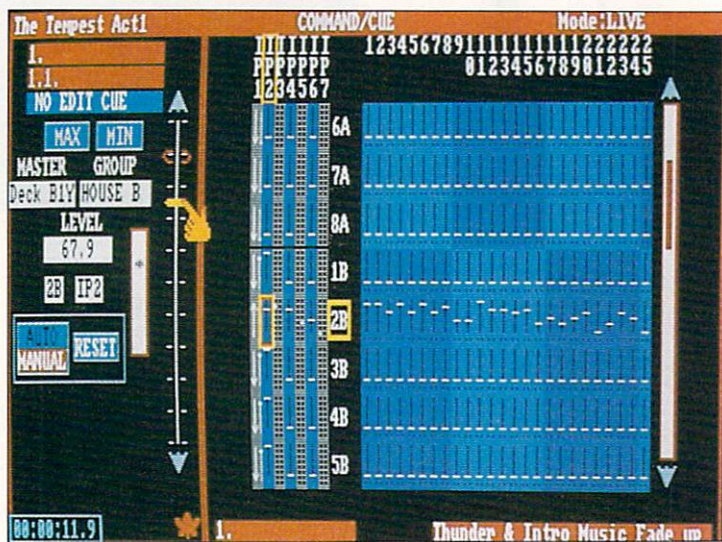 The Tempest Act1
COMMAND/CUE
Mode:LIVE
1.
1.1.
NO EDIT CUE
MAX MIN
MASTER GROUP
Deck B1Y HOUSE B
LEVEL
67.9
2B IP2
AUTO
MANUAL
RESET
IIIIIII
PPPPPPP
1234567
1234567891111111111222222
0123456789012345
6A
7A
8A
1B
2B
3B
4B
5B
00:00:11.9
1.
Thunder & Intro Music Fade up